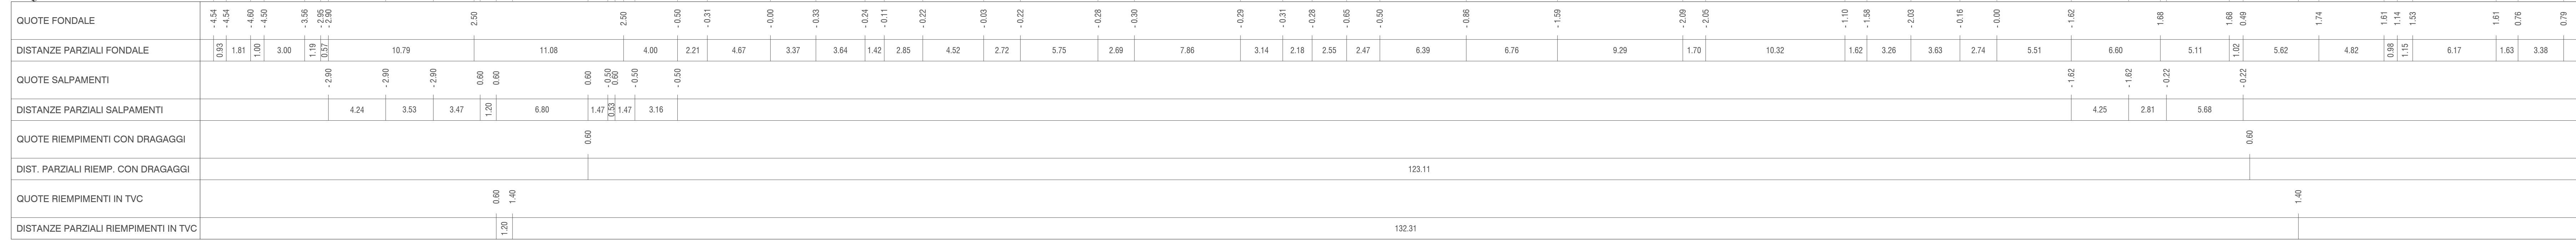 QUOTE FONDALE - 4.54 - 4.54 - 4.60 - 4.50 - 3.56 - 2.95 - 2.90 2.50 2.50 - 0.50 - 0.31 - 0.00 - 0.33 - 0.24 - 0.11 - 0.22 - 0.03 - 0.22 - 0.28 - 0.30 - 0.29 - 0.31 - 0.28 - 0.65 - 0.50 - 0.86 - 1.59 - 2.09 - 2.05 - 1.10 - 1.58 - 2.03 - 0.16 - 0.00 - 1.62 1.68 1.68 0.49 1.74 1.61 1.14 1.53 1.61 0.76 0.79
DISTANZE PARZIALI FONDALE 0.93 1.81 1.00 3.00 1.19 0.57 10.79 11.08 4.00 2.21 4.67 3.37 3.64 1.42 2.85 4.52 2.72 5.75 2.69 7.86 3.14 2.18 2.55 2.47 6.39 6.76 9.29 1.70 10.32 1.62 3.26 3.63 2.74 5.51 6.60 5.11 1.02 5.62 4.82 0.98 1.15 6.17 1.63 3.38
QUOTE SALPAMENTI - 2.90 - 2.90 - 2.90 0.60 0.60 0.60 - 0.50 0.60 - 0.50 - 0.50 - 1.62 - 1.62 - 0.22 - 0.22
DISTANZE PARZIALI SALPAMENTI 4.24 3.53 3.47 1.20 6.80 1.47 0.53 1.47 3.16 4.25 2.81 5.68
QUOTE RIEMPIMENTI CON DRAGAGGI 0.60 0.60
DIST. PARZIALI RIEMP. CON DRAGAGGI 123.11
QUOTE RIEMPIMENTI IN TVC 0.60 1.40 1.40
DISTANZE PARZIALI RIEMPIMENTI IN TVC 1.20 132.31